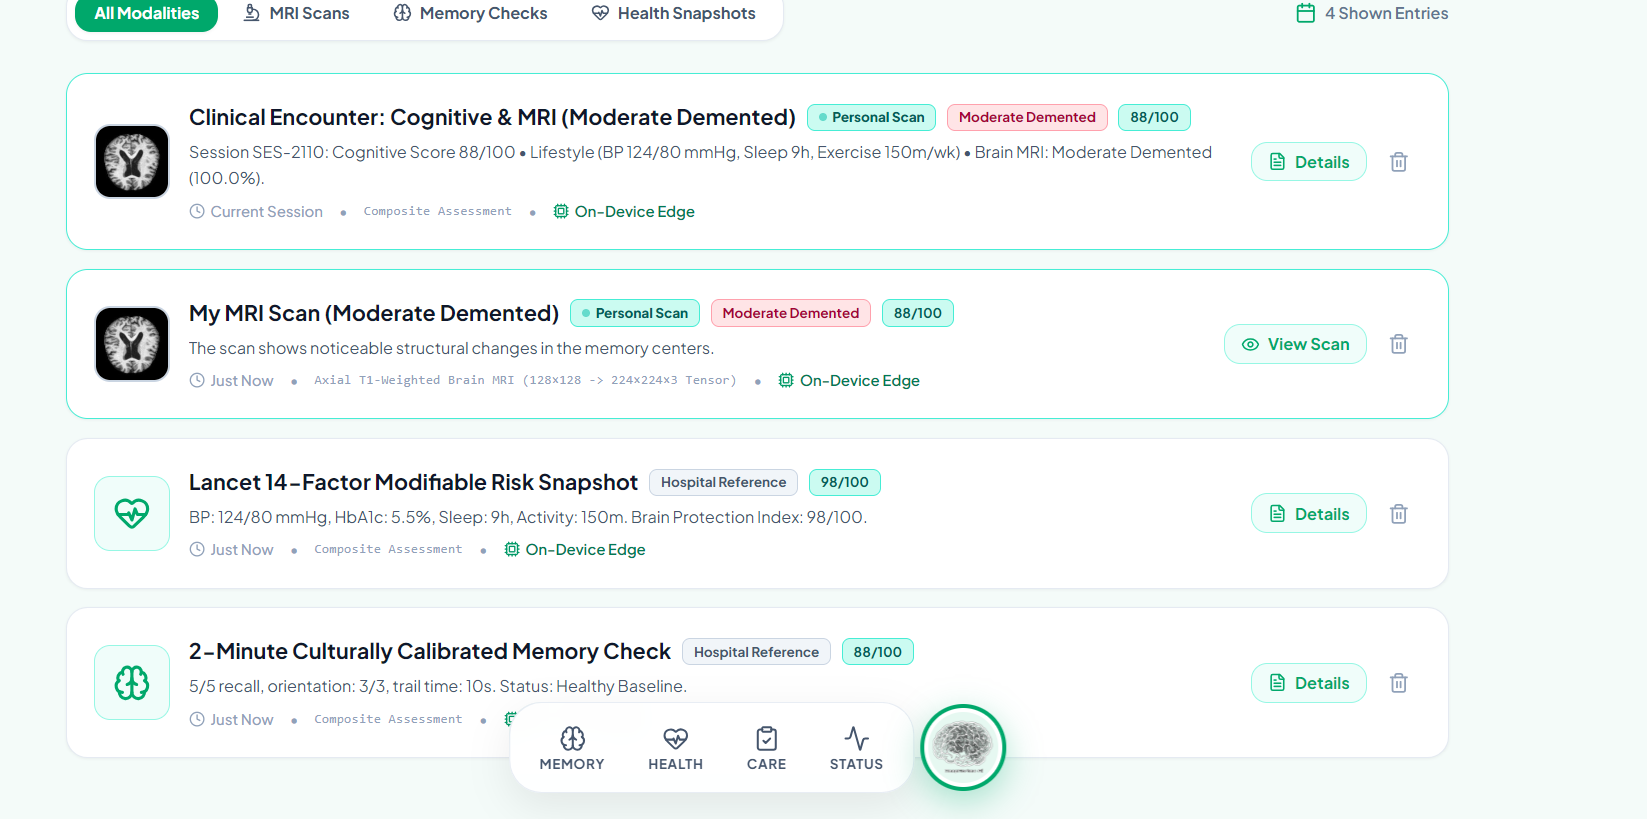 All Modalities MRI Scans Memory Checks Health Snapshots 4 Shown Entries
Clinical Encounter: Cognitive & MRI (Moderate Demented) Personal Scan Moderate Demented 88/100
Session SES-2110: Cognitive Score 88/100 • Lifestyle (BP 124/80 mmHg, Sleep 9h, Exercise 150m/wk) • Brain MRI: Moderate Demented
(100.0%).
Details
Current Session • Composite Assessment • On-Device Edge
My MRI Scan (Moderate Demented) Personal Scan Moderate Demented 88/100
The scan shows noticeable structural changes in the memory centers.
View Scan
Just Now • Axial T1-Weighted Brain MRI (128×128 -> 224×224×3 Tensor) • On-Device Edge
Lancet 14-Factor Modifiable Risk Snapshot Hospital Reference 98/100
BP: 124/80 mmHg, HbA1c: 5.5%, Sleep: 9h, Activity: 150m. Brain Protection Index: 98/100.
Details
Just Now • Composite Assessment • On-Device Edge
2-Minute Culturally Calibrated Memory Check Hospital Reference 88/100
5/5 recall, orientation: 3/3, trail time: 10s. Status: Healthy Baseline.
Details
Just Now • Composite Assessment •
MEMORY HEALTH CARE STATUS